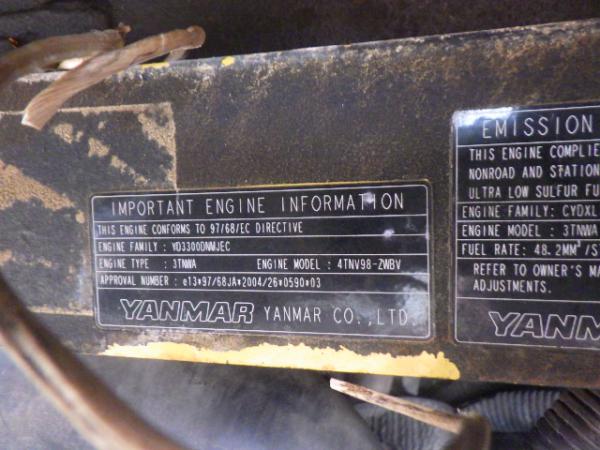 IMPORTANT ENGINE INFORMATION
THIS ENGINE CONFORMS TO 97/68/EC DIRECTIVE
ENGINE FAMILY : YD3300DNMJEC
ENGINE TYPE : 3TNWA ENGINE MODEL : 4TNV98-ZWBV
APPROVAL NUMBER : e13*97/68JA*2004/26*0590*03
YANMAR YANMAR CO.,LTD
EMISSION
THIS ENGINE COMPLIE
NONROAD AND STATION
ULTRA LOW SULFUR FU
ENGINE FAMILY: CYDXL
ENGINE MODEL : 3TNWA
FUEL RATE: 48.2MM³/S
REFER TO OWNER'S MA
ADJUSTMENTS.
YANM